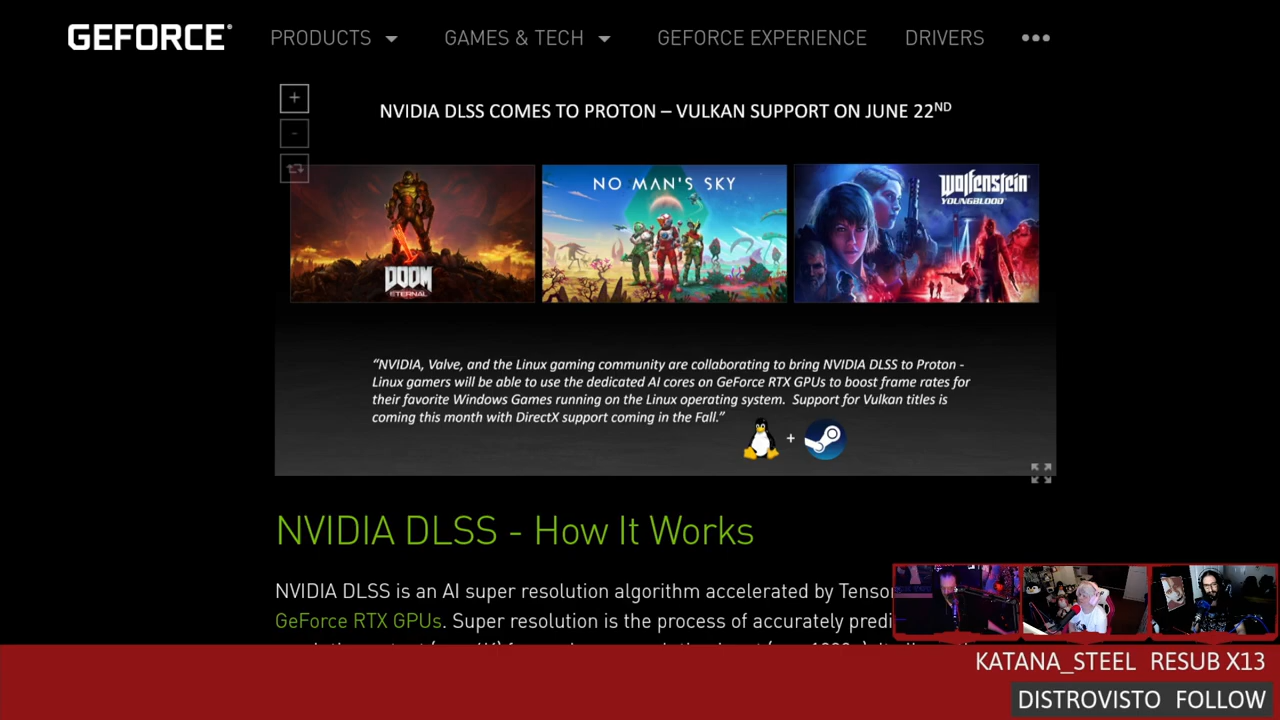 GEFORCE®
PRODUCTS
GAMES & TECH
GEFORCE EXPERIENCE
DRIVERS
NVIDIA DLSS COMES TO PROTON – VULKAN SUPPORT ON JUNE 22ND
DOOM
ETERNAL
NO MAN'S SKY
Wolfenstein
YOUNGBLOOD
“NVIDIA, Valve, and the Linux gaming community are collaborating to bring NVIDIA DLSS to Proton -
Linux gamers will be able to use the dedicated AI cores on GeForce RTX GPUs to boost frame rates for
their favorite Windows Games running on the Linux operating system. Support for Vulkan titles is
coming this month with DirectX support coming in the Fall.”
+
NVIDIA DLSS - How It Works
NVIDIA DLSS is an AI super resolution algorithm accelerated by Tensor
GeForce RTX GPUs. Super resolution is the process of accurately predi
KATANA_STEEL RESUB X13
DISTROVISTO FOLLOW